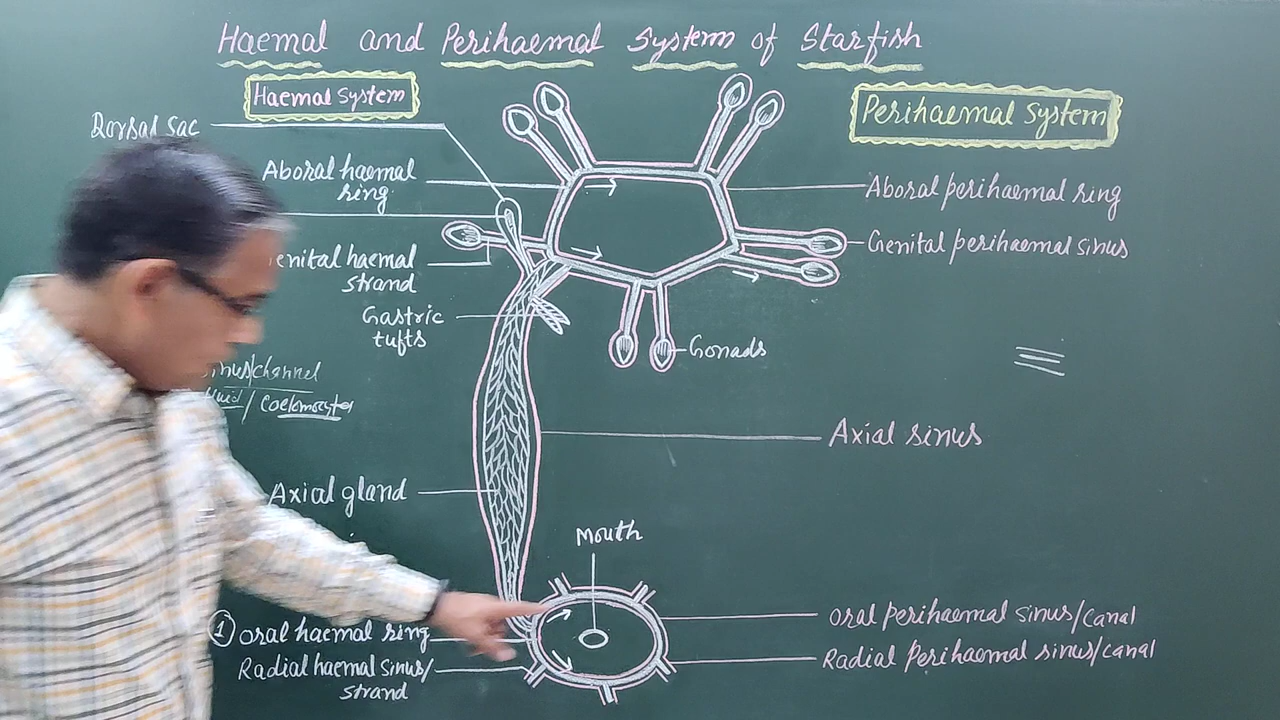 Haemal and Perihaemal System of Starfish
Haemal System
Dorsal sac
Aboral haemal
ring
enital haemal
strand
Gastric
tufts
sinus/channel
fluid / Coelomocytes
Axial gland
① Oral haemal ring
Radial haemal sinus/
strand
Mouth
Gonads
Perihaemal System
Aboral perihaemal ring
Genital perihaemal sinus
Axial sinus
Oral perihaemal sinus/canal
Radial Perihaemal sinus/canal